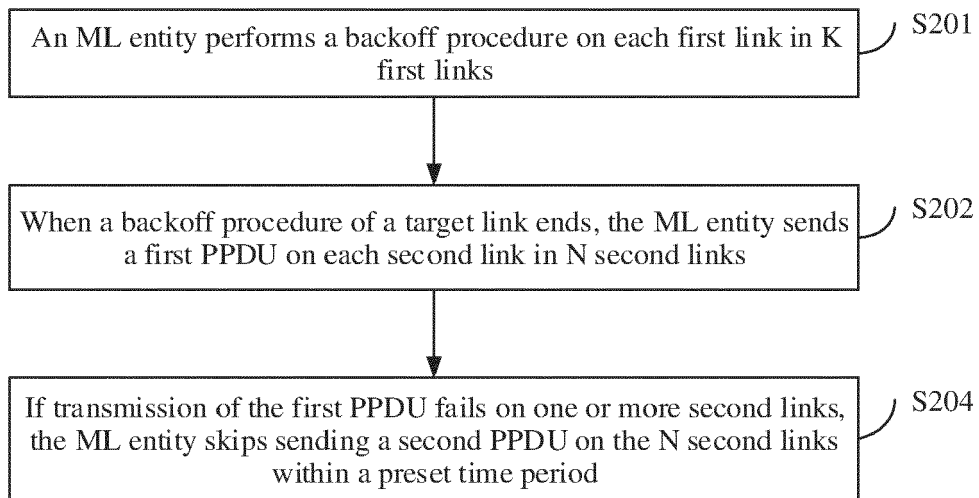 An ML entity performs a backoff procedure on each first link in K
first links
S201
When a backoff procedure of a target link ends, the ML entity sends
a first PPDU on each second link in N second links
S202
If transmission of the first PPDU fails on one or more second links,
the ML entity skips sending a second PPDU on the N second links
within a preset time period
S204